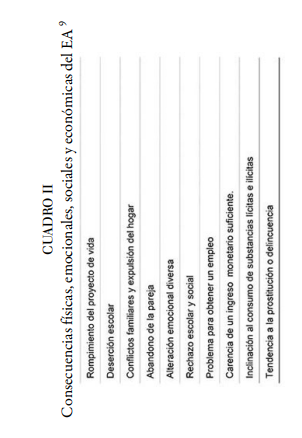 CUADRO II
Consecuencias físicas, emocionales, sociales y económicas del EA 9
Rompimiento del proyecto de vida
Deserción escolar
Conflictos familiares y expulsión del hogar
Abandono de la pareja
Alteración emocional diversa
Rechazo escolar y social
Problema para obtener un empleo
Carencia de un ingreso monetario suficiente.
Inclinación al consumo de substancias lícitas e ilícitas
Tendencia a la prostitución o delincuencia